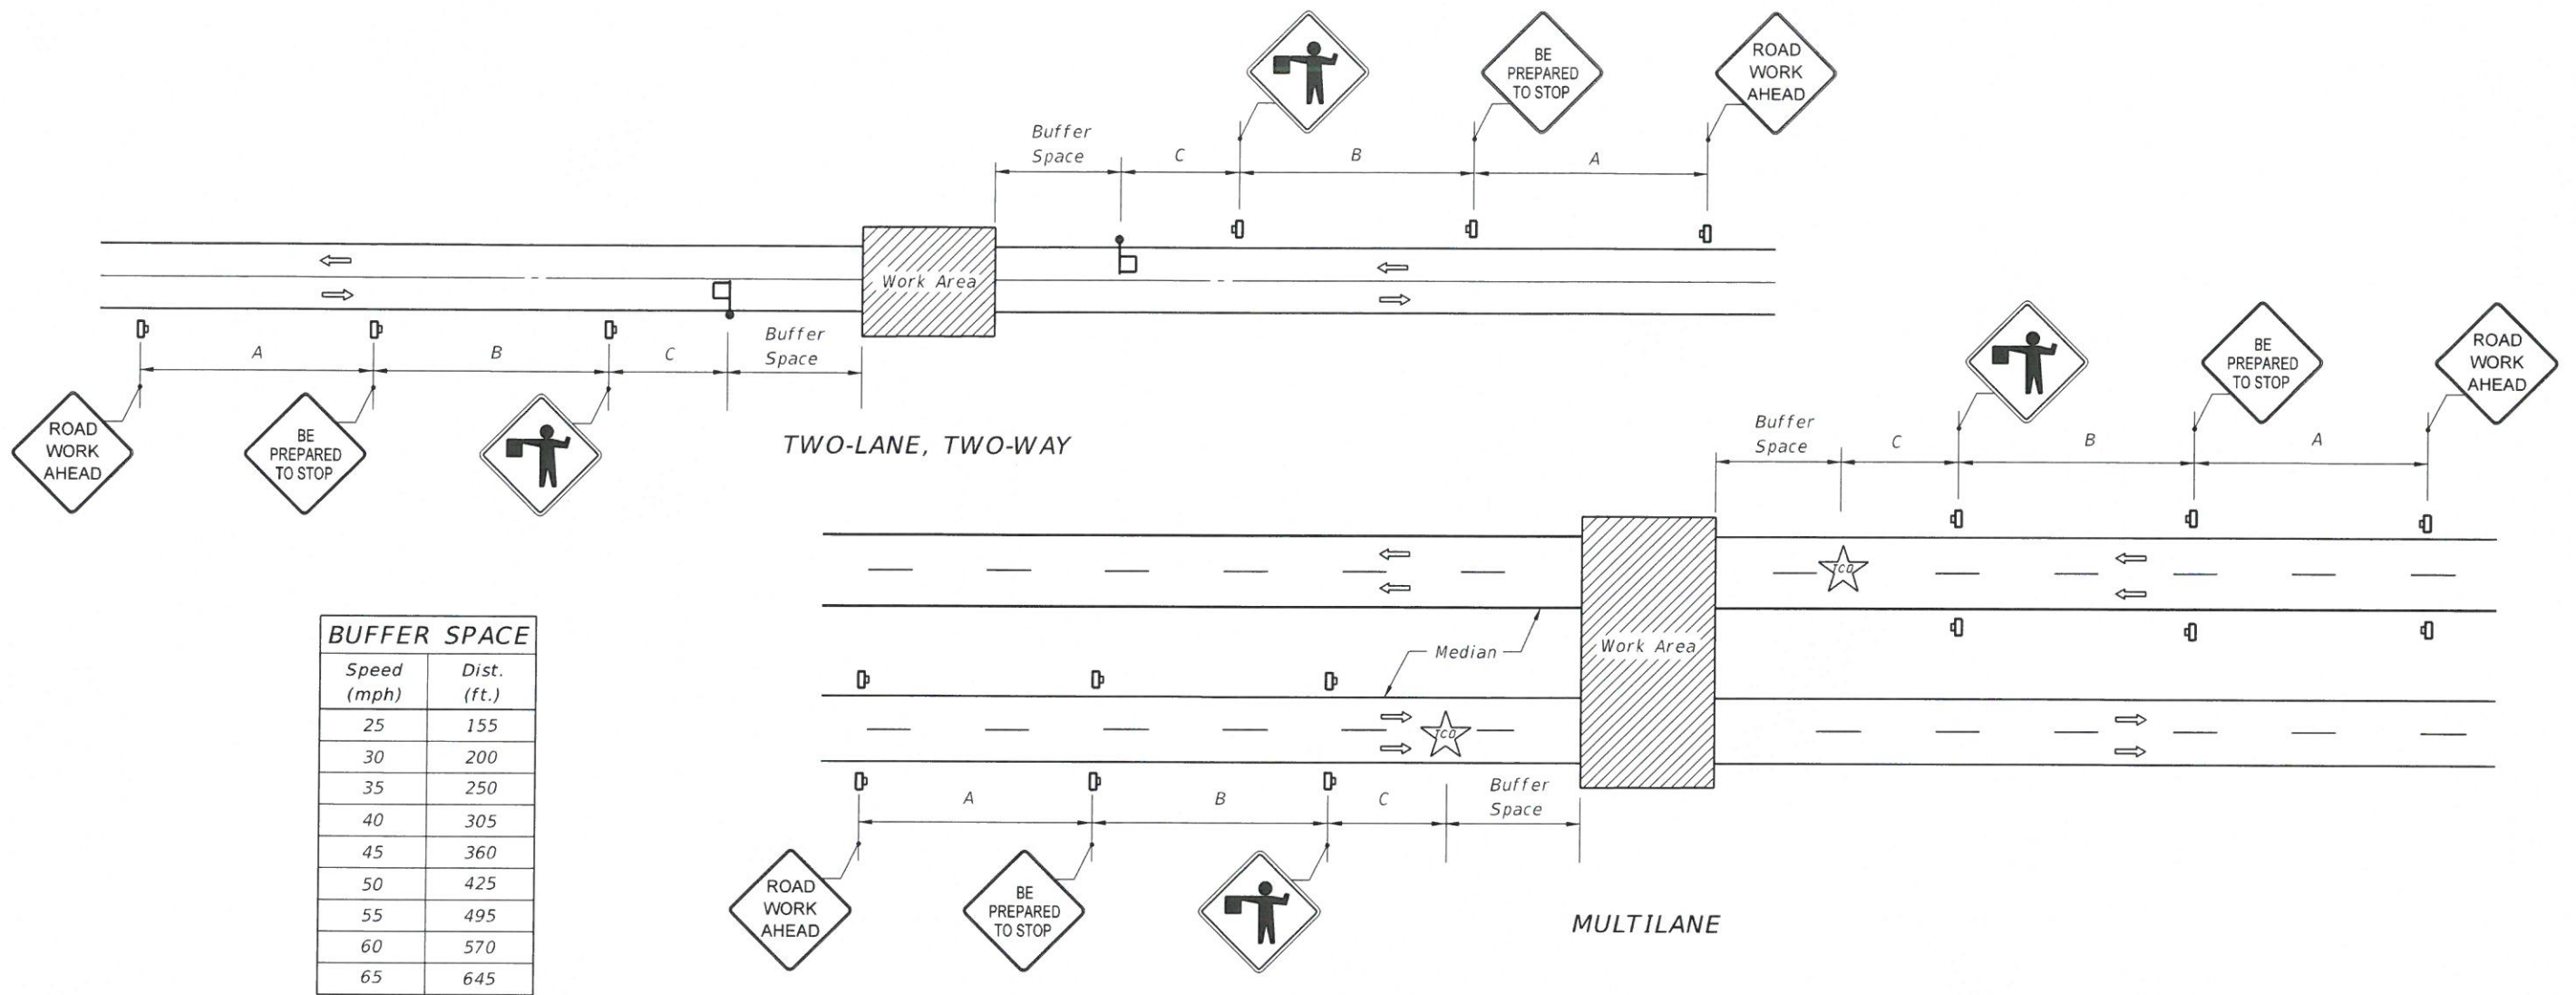 BE
PREPARED
TO STOP
ROAD
WORK
AHEAD
Buffer
Space
C
B
A
Work Area
A
B
C
Buffer
Space
ROAD
WORK
AHEAD
BE
PREPARED
TO STOP
TWO-LANE, TWO-WAY
BE
PREPARED
TO STOP
ROAD
WORK
AHEAD
Buffer
Space
C
B
A
TCO
Median
Work Area
TCO
A
B
C
Buffer
Space
ROAD
WORK
AHEAD
BE
PREPARED
TO STOP
MULTILANE
BUFFER SPACE
Speed
(mph)
Dist.
(ft.)
25 155
30 200
35 250
40 305
45 360
50 425
55 495
60 570
65 645